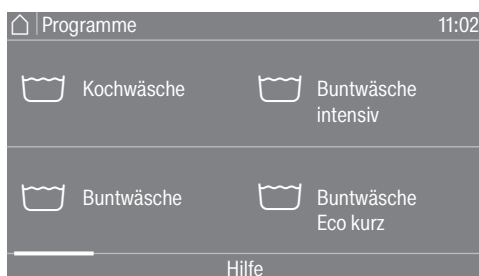 Programme 11:02
Kochwäsche
Buntwäsche
intensiv
Buntwäsche
Buntwäsche
Eco kurz
Hilfe